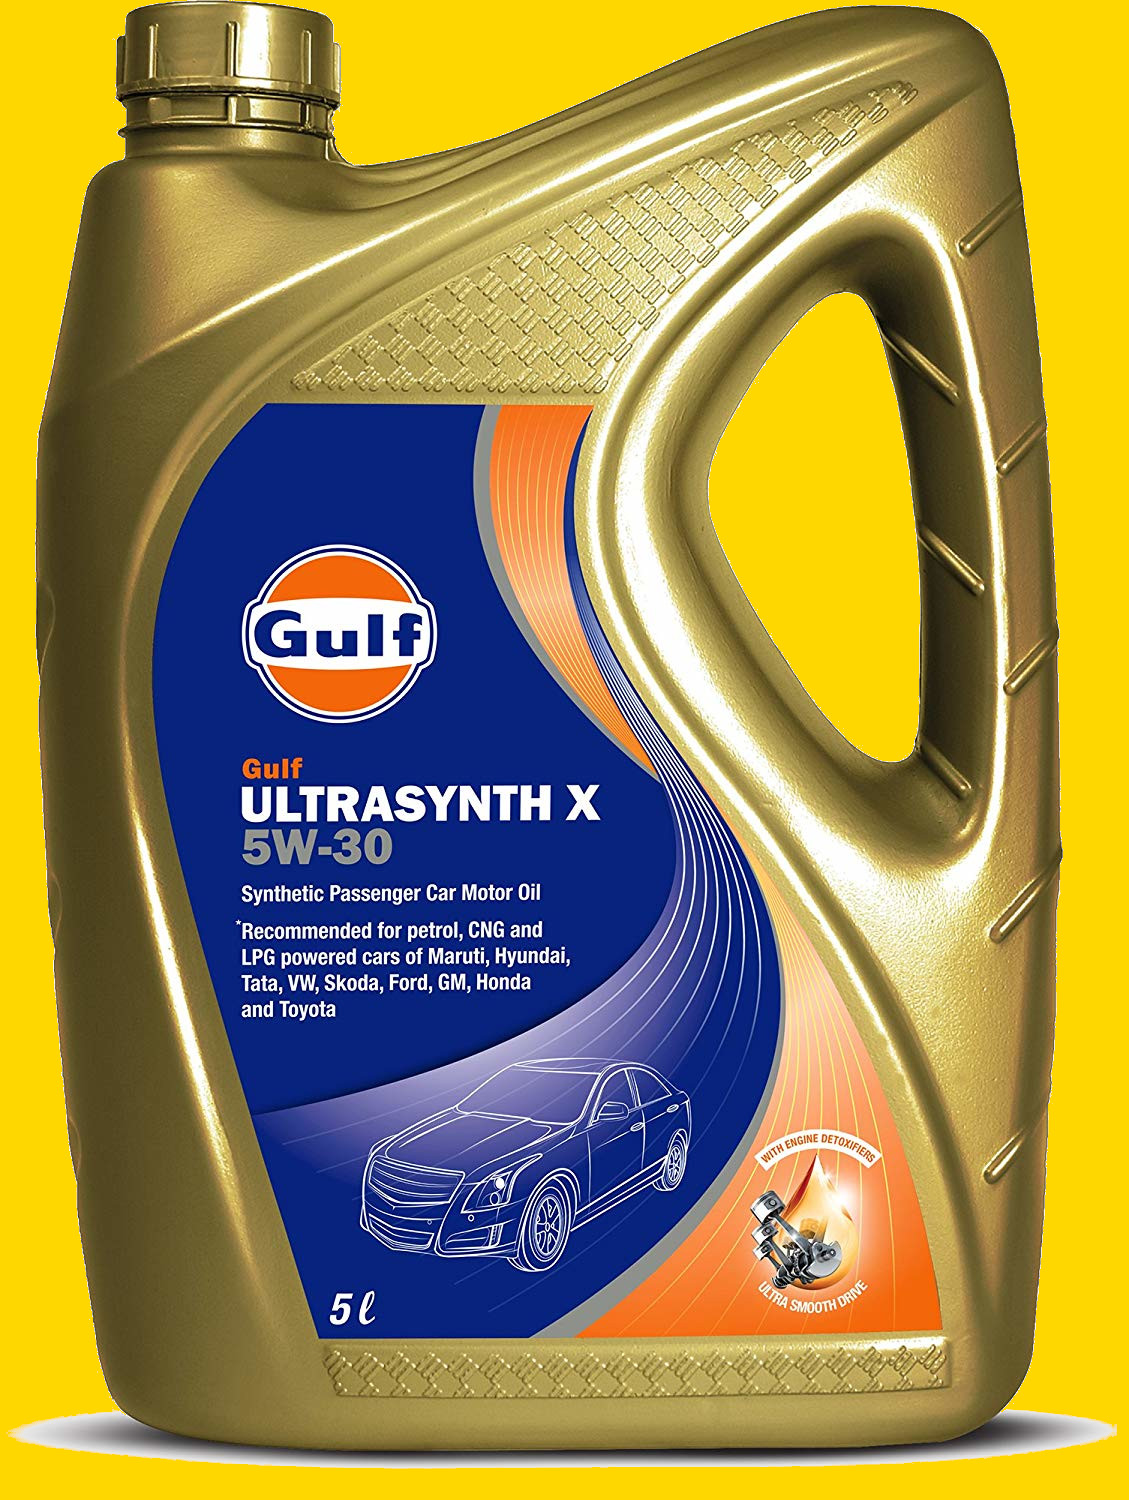 Gulf
Gulf
ULTRASYNTH X
5W-30
Synthetic Passenger Car Motor Oil
*Recommended for petrol, CNG and
LPG powered cars of Maruti, Hyundai,
Tata, VW, Skoda, Ford, GM, Honda
and Toyota
WITH ENGINE DETOXIFIERS
ULTRA SMOOTH DRIVE
5 ℓ